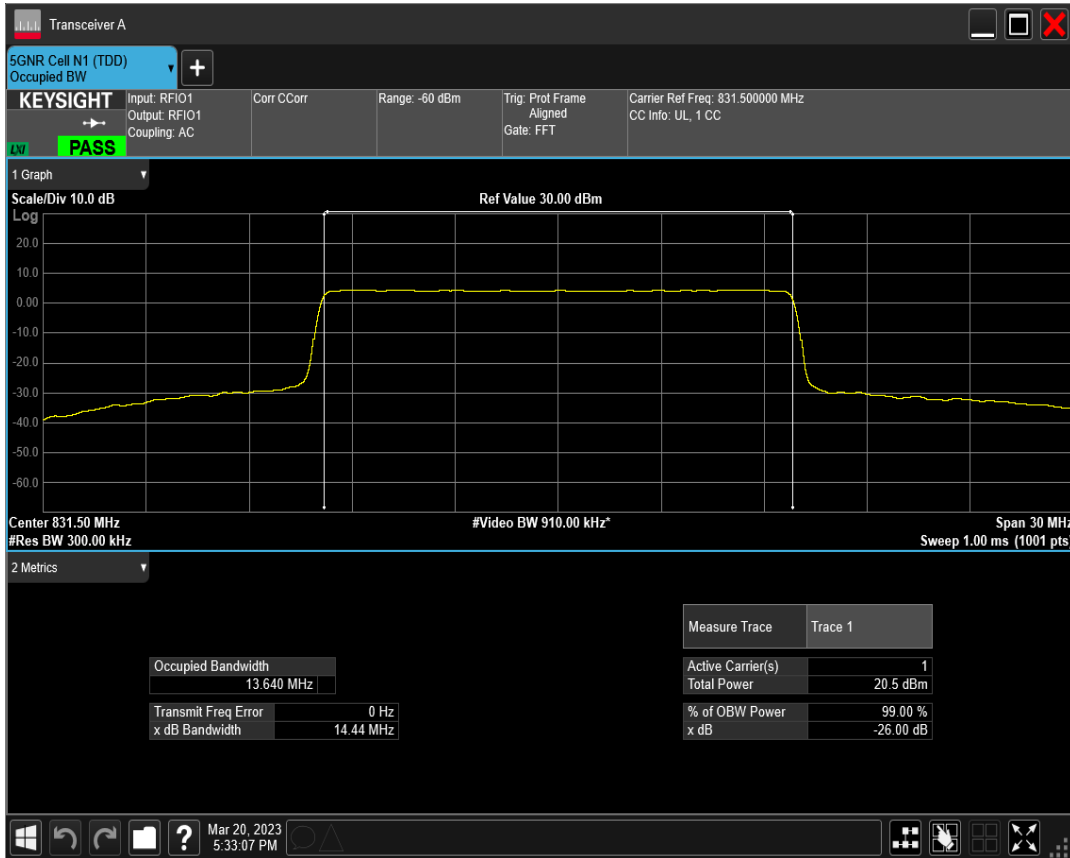 Transceiver A
5GNR Cell N1 (TDD)
Occupied BW
+
KEYSIGHT
LXI
PASS
Input: RFIO1
Output: RFIO1
Coupling: AC
Corr CCorr
Range: -60 dBm
Trig: Prot Frame
Aligned
Gate: FFT
Carrier Ref Freq: 831.500000 MHz
CC Info: UL, 1 CC
1 Graph
Scale/Div 10.0 dB
Ref Value 30.00 dBm
Log
20.0
10.0
0.00
-10.0
-20.0
-30.0
-40.0
-50.0
-60.0
Center 831.50 MHz
#Video BW 910.00 kHz*
Span 30 MHz
#Res BW 300.00 kHz
Sweep 1.00 ms (1001 pts)
2 Metrics
Measure Trace Trace 1
Occupied Bandwidth
13.640 MHz
Active Carrier(s) 1
Total Power 20.5 dBm
Transmit Freq Error 0 Hz
x dB Bandwidth 14.44 MHz
% of OBW Power 99.00 %
x dB -26.00 dB
?
Mar 20, 2023
5:33:07 PM